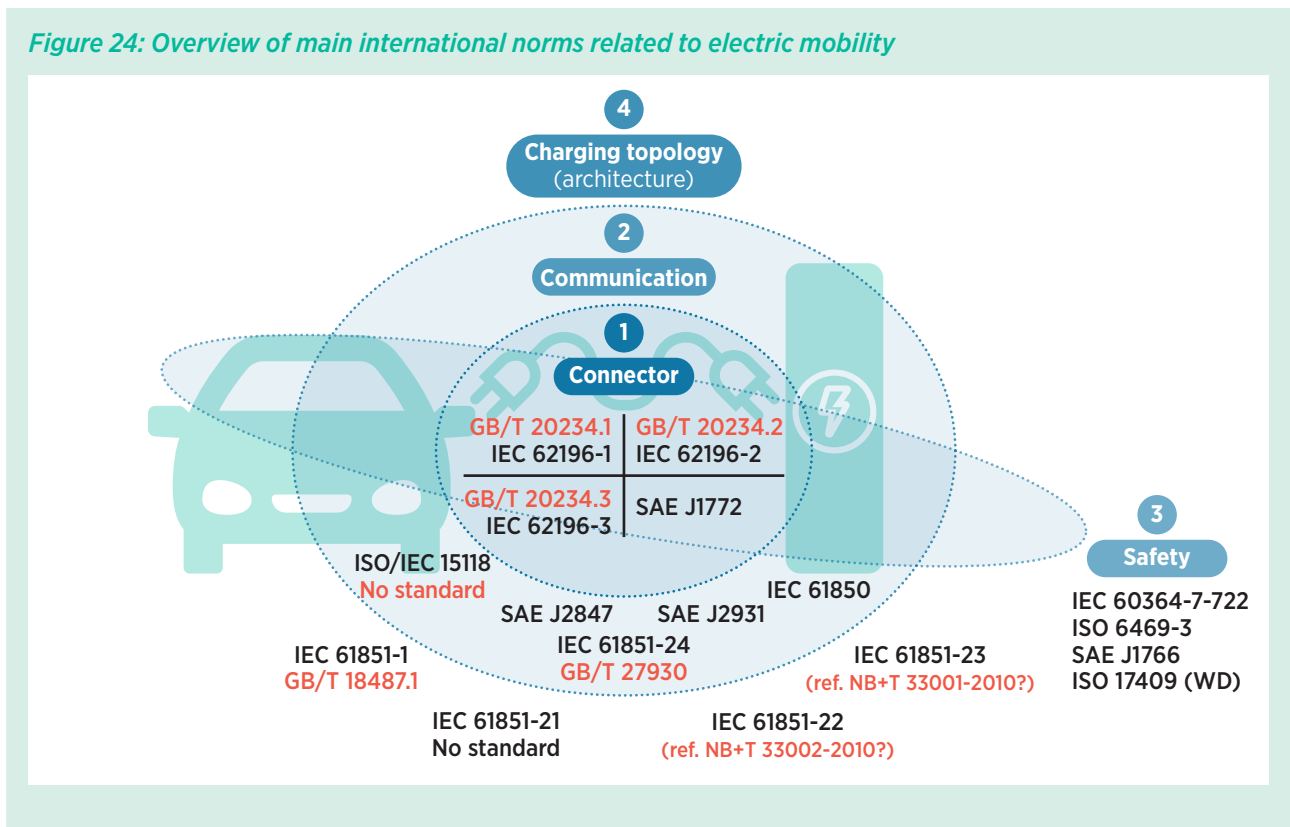 Figure 24: Overview of main international norms related to electric mobility
4
Charging topology
(architecture)
2
Communication
1
Connector
GB/T 20234.1
IEC 62196-1
GB/T 20234.2
IEC 62196-2
GB/T 20234.3
IEC 62196-3
SAE J1772
3
Safety
IEC 60364-7-722
ISO 6469-3
SAE J1766
ISO 17409 (WD)
ISO/IEC 15118
No standard
SAE J2847
SAE J2931
IEC 61850
IEC 61851-24
GB/T 27930
IEC 61851-1
GB/T 18487.1
IEC 61851-23
(ref. NB+T 33001-2010?)
IEC 61851-21
No standard
IEC 61851-22
(ref. NB+T 33002-2010?)